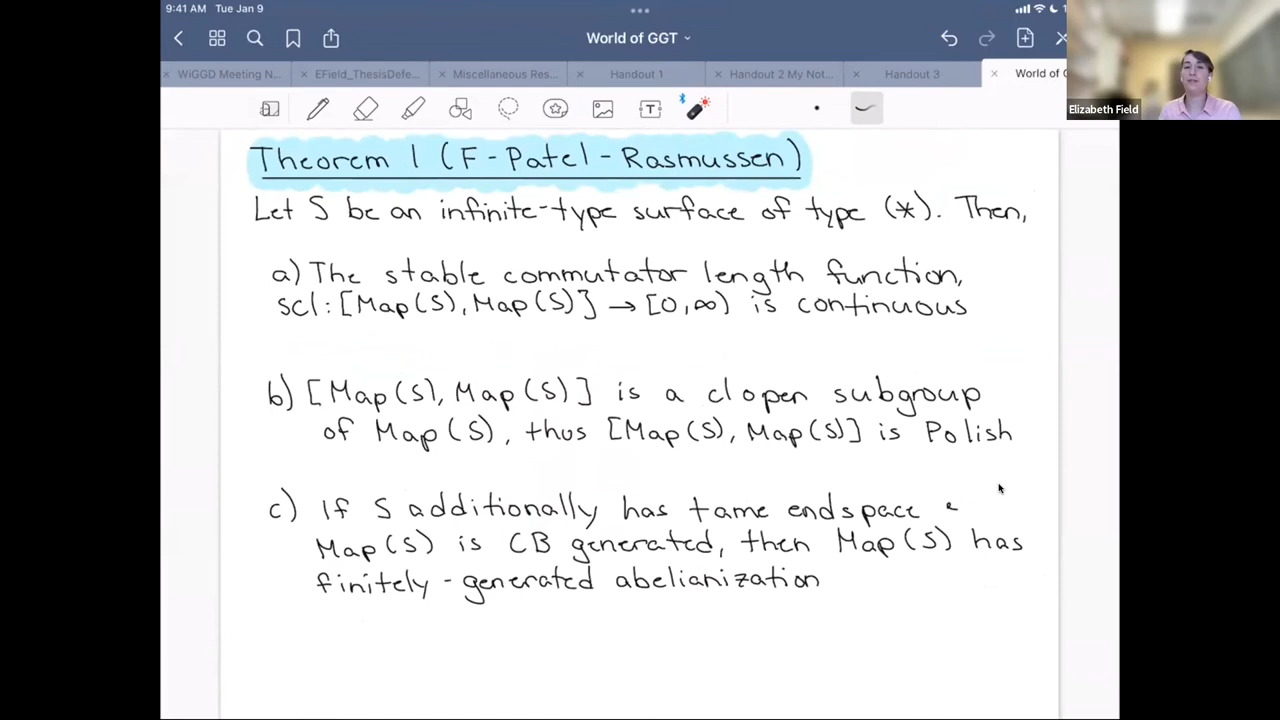 9:41 AM Tue Jan 9
World of GGT
WiGGD Meeting N...
EField_ThesisDefe...
Miscellaneous Res...
Handout 1
Handout 2 My Not...
Handout 3
World of
Elizabeth Field
Theorem 1 (F-Patel-Rasmussen)
Let S be an infinite-type surface of type (*). Then,
a) The stable commutator length function,
scl: [Map(S), Map(S)] → [0,∞) is continuous
b) [Map(S), Map(S)] is a clopen subgroup
of Map(S), thus [Map(S), Map(S)] is Polish
c) If S additionally has tame endspace
Map(S) is CB generated, then Map(S) has
finitely-generated abelianization